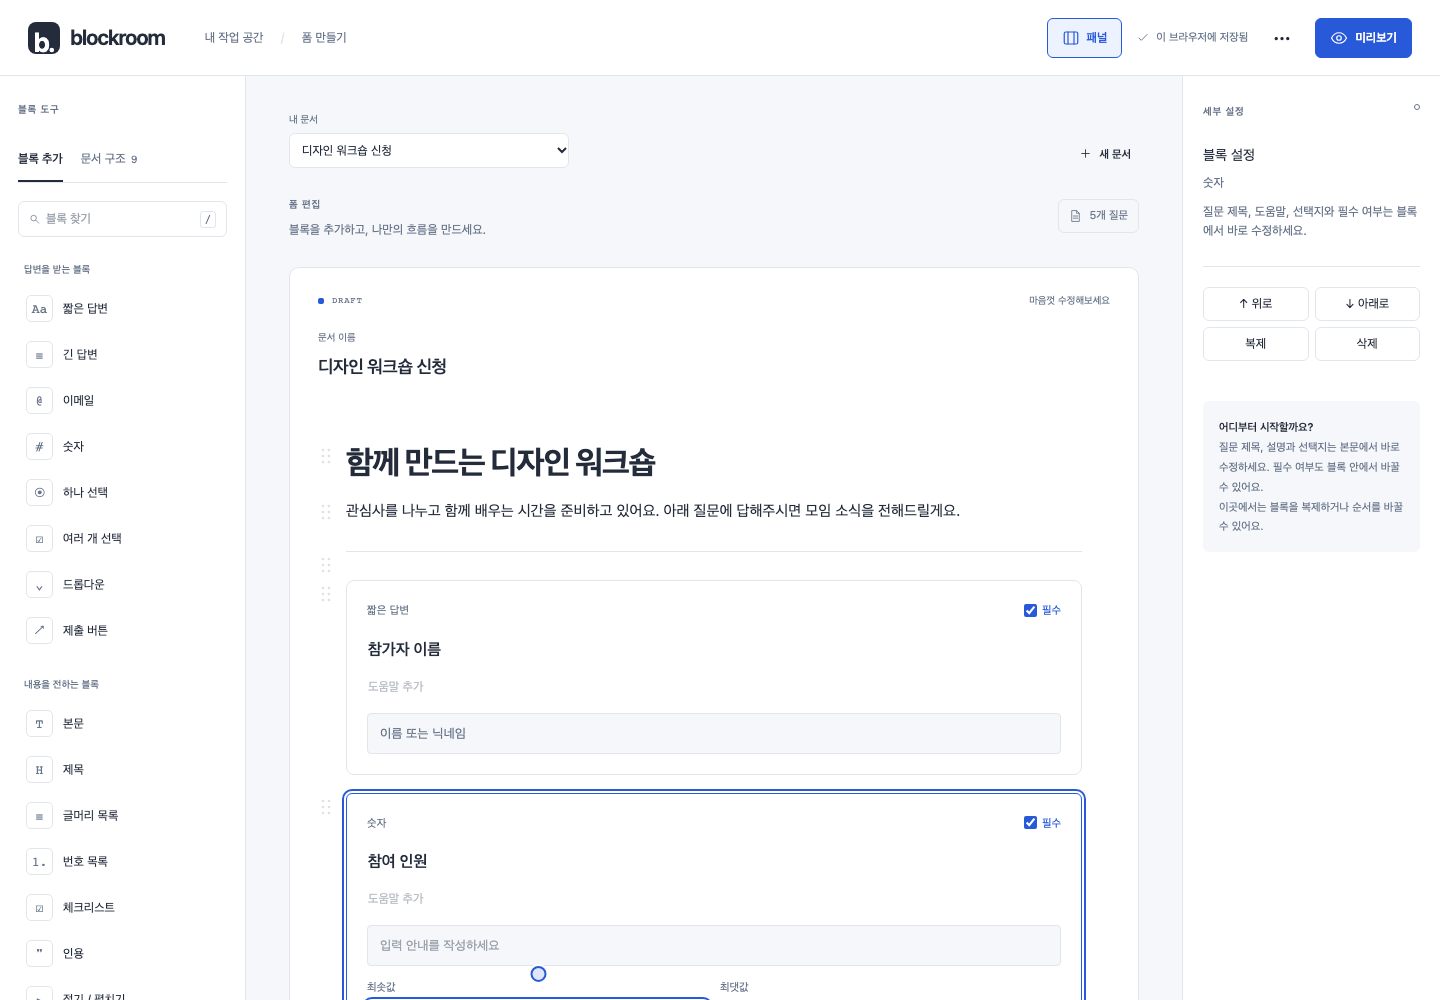 b. blockroom
내 작업 공간 / 폼 만들기
패널
이 브라우저에 저장됨
미리보기
블록 도구
블록 추가
문서 구조 9
블록 찾기 /
답변을 받는 블록
Aa 짧은 답변
≡ 긴 답변
@ 이메일
# 숫자
하나 선택
여러 개 선택
드롭다운
제출 버튼
내용을 전하는 블록
T 본문
H 제목
글머리 목록
1. 번호 목록
체크리스트
" 인용
접기 / 펼치기
내 문서
디자인 워크숍 신청
+ 새 문서
폼 편집
블록을 추가하고, 나만의 흐름을 만드세요.
5개 질문
DRAFT
마음껏 수정해보세요
문서 이름
디자인 워크숍 신청
함께 만드는 디자인 워크숍
관심사를 나누고 함께 배우는 시간을 준비하고 있어요. 아래 질문에 답해주시면 모임 소식을 전해드릴게요.
짧은 답변
필수
참가자 이름
도움말 추가
이름 또는 닉네임
숫자
필수
참여 인원
도움말 추가
입력 안내를 작성하세요
최솟값
최댓값
세부 설정
블록 설정
숫자
질문 제목, 도움말, 선택지와 필수 여부는 블록
에서 바로 수정하세요.
↑ 위로
↓ 아래로
복제
삭제
어디부터 시작할까요?
질문 제목, 설명과 선택지는 본문에서 바로
수정하세요. 필수 여부도 블록 안에서 바꿀
수 있어요.
이곳에서는 블록을 복제하거나 순서를 바꿀
수 있어요.